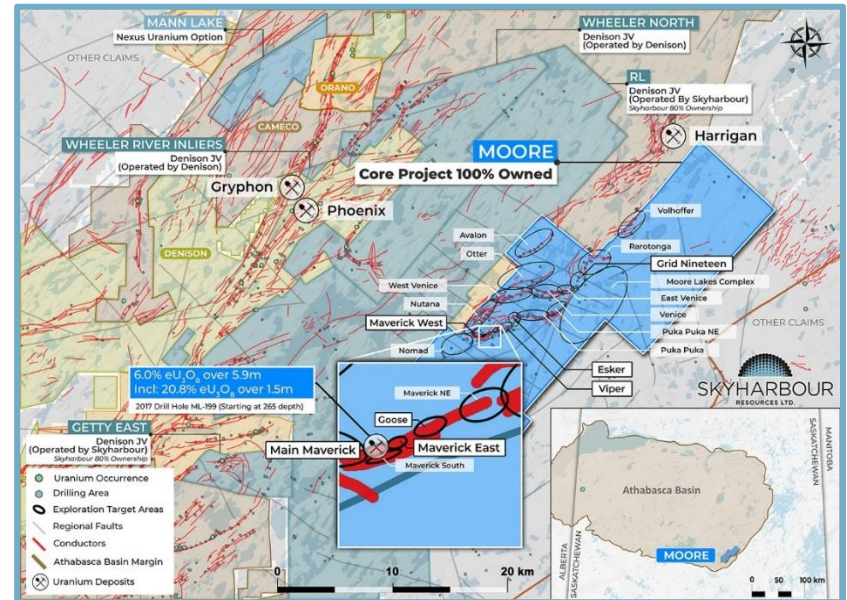 MANN LAKE
Nexus Uranium Option
OTHER CLAIMS
ORANO
CAMECO
WHEELER NORTH
Denison JV
(Operated by Denison)
RL
Denison JV
(Operated By Skyharbour)
Skyharbour 80% Ownership
Harrigan
WHEELER RIVER INLIERS
Denison JV
(Operated by Denison)
MOORE
Core Project 100% Owned
Gryphon
Phoenix
DENISON
Volhoffer
Avalon
Rarotonga
Otter
Grid Nineteen
West Venice
Moore Lakes Complex
Nutana
East Venice
Maverick West
Venice
Puka Puka NE
OTHER CLAIMS
Nomad
Puka Puka
Esker
Viper
6.0% eU₃O₈ over 5.9m
Incl: 20.8% eU₃O₈ over 1.5m
2017 Drill Hole ML-199 (Starting at 265 depth)
Maverick NE
Goose
Main Maverick
Maverick East
Maverick South
SKYHARBOUR
RESOURCES LTD.
GETTY EAST
Denison JV
(Operated by Skyharbour)
Skyharbour 80% Ownership
Uranium Occurrence
Drilling Area
Exploration Target Areas
Regional Faults
Conductors
Athabasca Basin Margin
Uranium Deposits
0 10 20 km
SASKATCHEWAN
MANITOBA
Athabasca Basin
ALBERTA
SASKATCHEWAN
MOORE
0 50 100 km